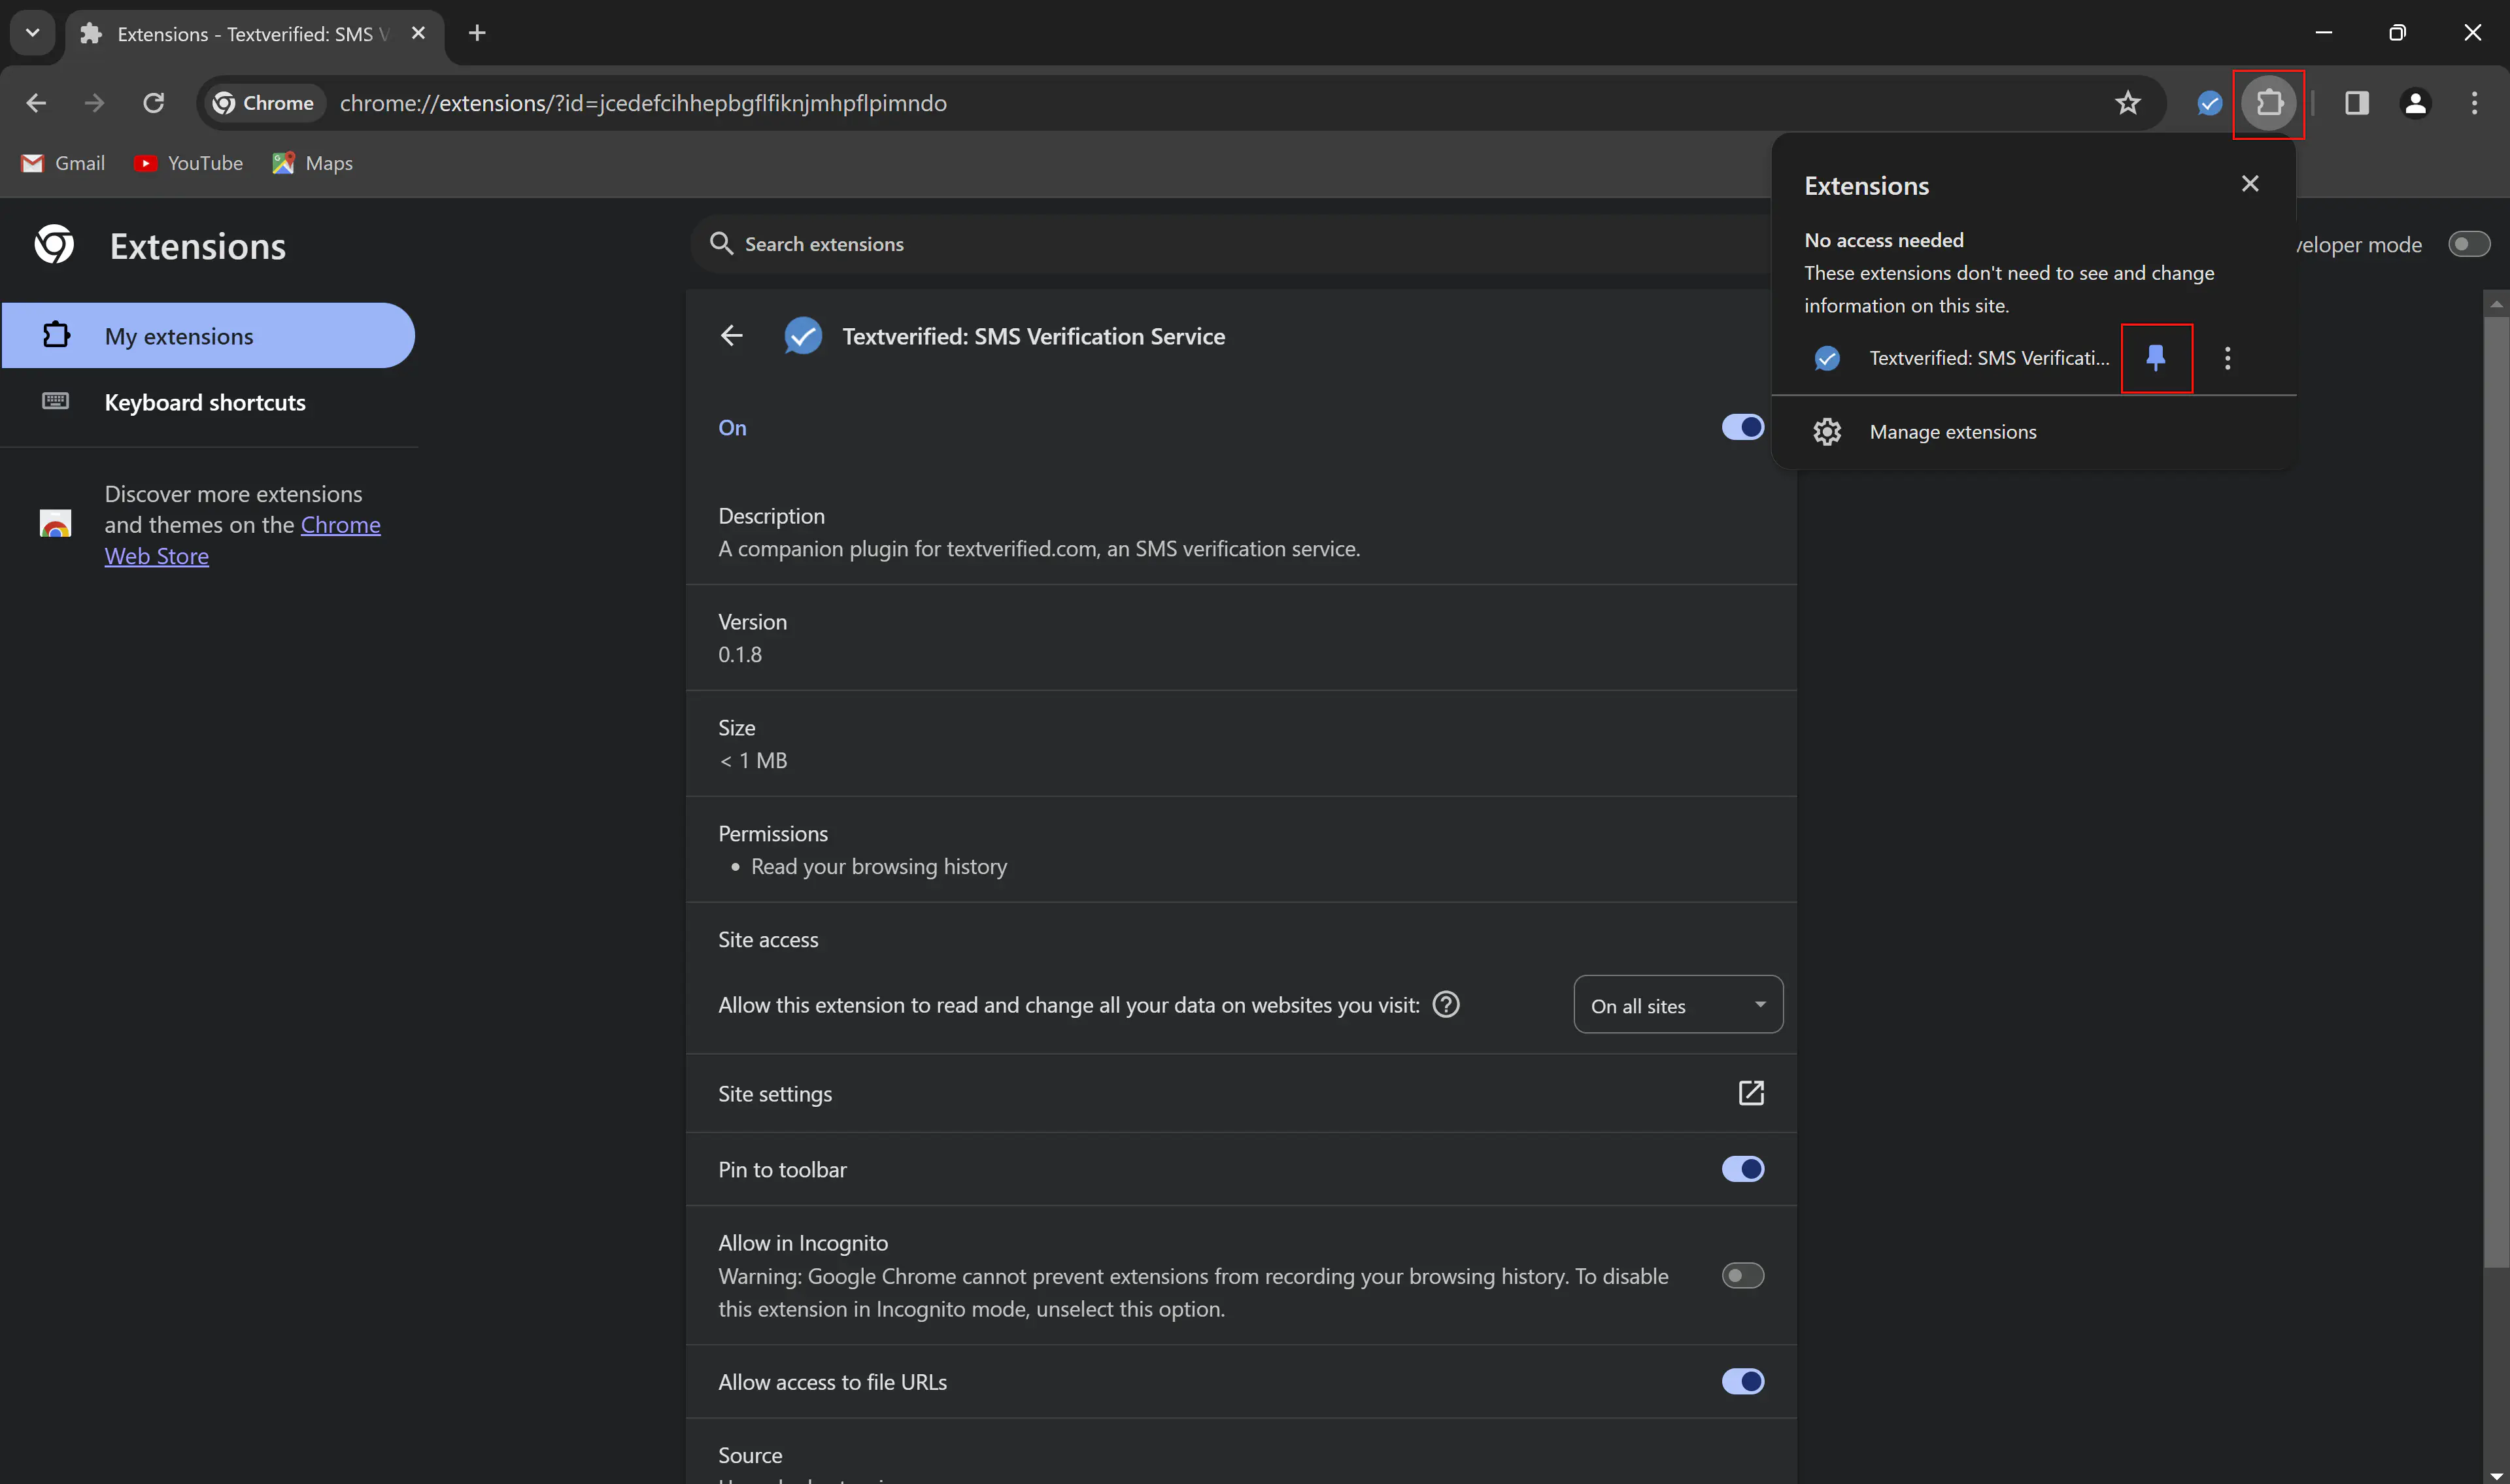 Extensions - Textverified: SMS V
Chrome
chrome://extensions/?id=jcedefcihhepbgflfiknjmhpflpimndo
Gmail
YouTube
Maps
Extensions
Search extensions
veloper mode
Extensions
No access needed
These extensions don't need to see and change
information on this site.
Textverified: SMS Verificati...
Manage extensions
My extensions
Keyboard shortcuts
Discover more extensions
and themes on the Chrome
Web Store
Textverified: SMS Verification Service
On
Description
A companion plugin for textverified.com, an SMS verification service.
Version
0.1.8
Size
< 1 MB
Permissions
• Read your browsing history
Site access
Allow this extension to read and change all your data on websites you visit:
On all sites
Site settings
Pin to toolbar
Allow in Incognito
Warning: Google Chrome cannot prevent extensions from recording your browsing history. To disable
this extension in Incognito mode, unselect this option.
Allow access to file URLs
Source